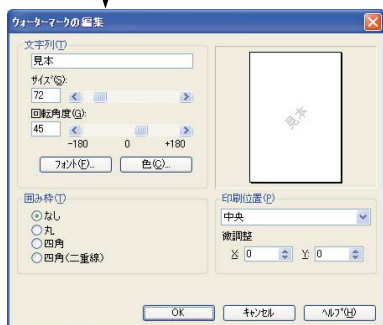 ウォーターマークの編集
文字列(T)
見本
サイズ(S):
72
回転角度(G):
45
-180 0 +180
フォント(F)... 色(C)...
見本
囲み枠(T)
なし
丸
四角
四角(二重線)
印刷位置(P)
中央
微調整
X 0 Y 0
OK キャンセル ヘルプ(H)